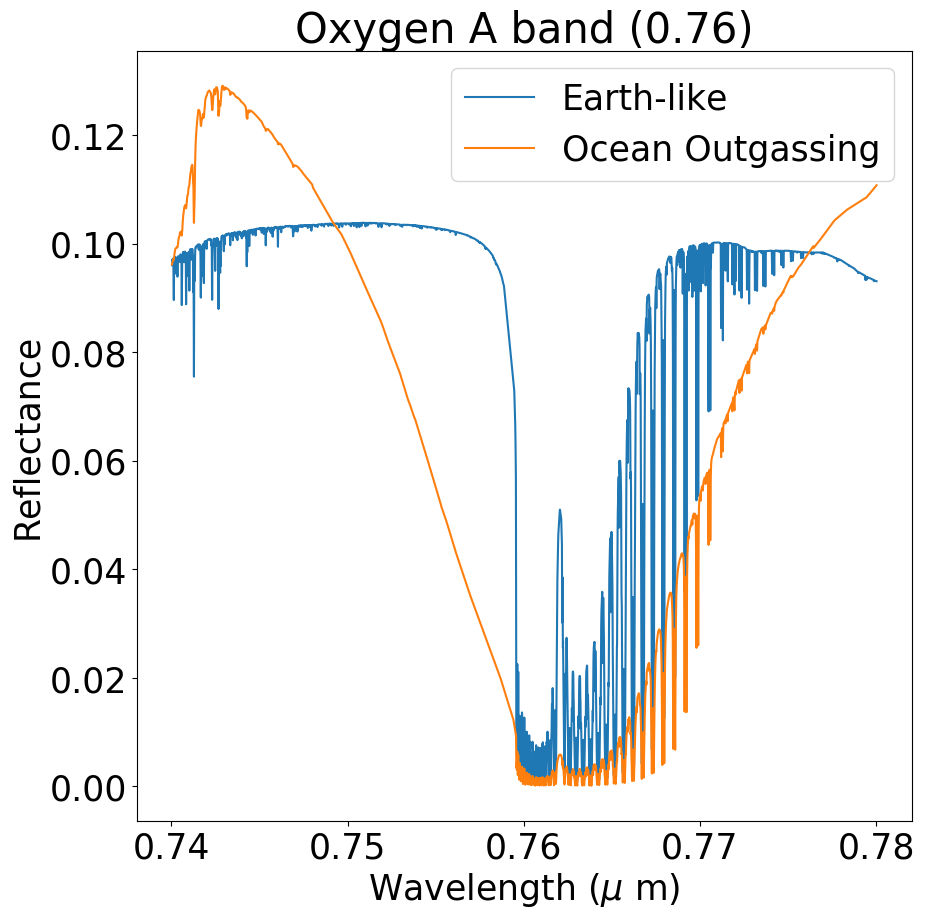 Oxygen A band (0.76)
Earth-like
Ocean Outgassing
0.12
0.10
0.08
0.06
0.04
0.02
0.00
Reflectance
0.74 0.75 0.76 0.77 0.78
Wavelength (μ m)